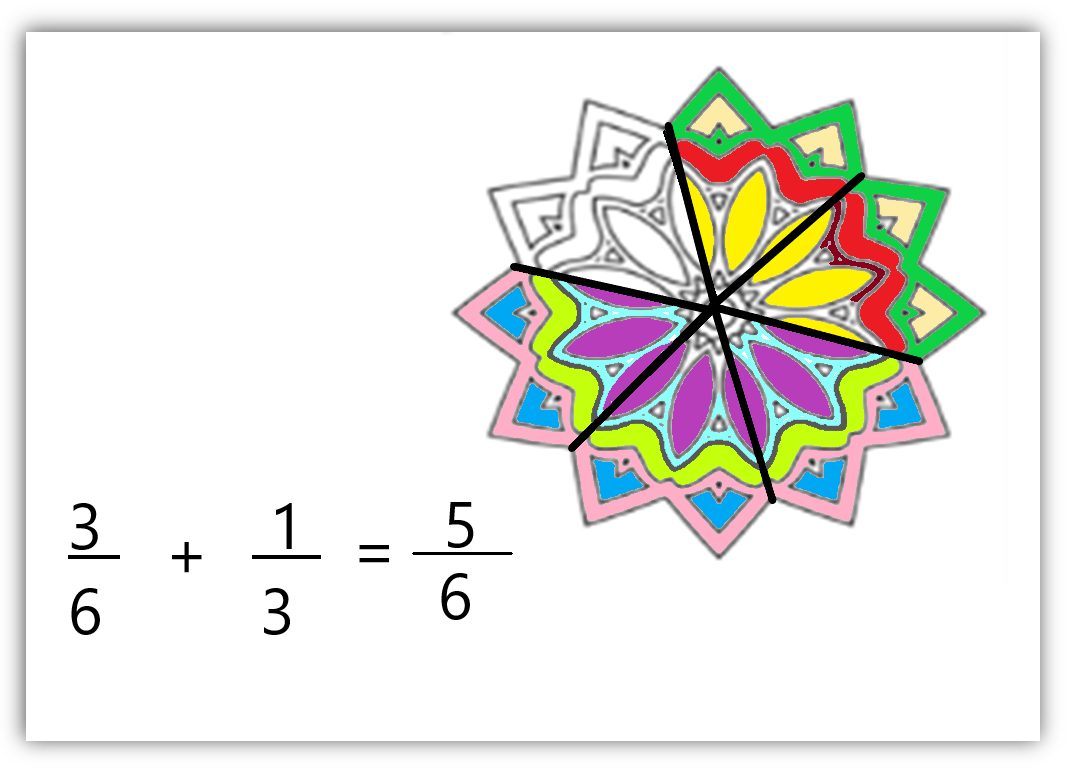 3/6 + 1/3 = 5/6